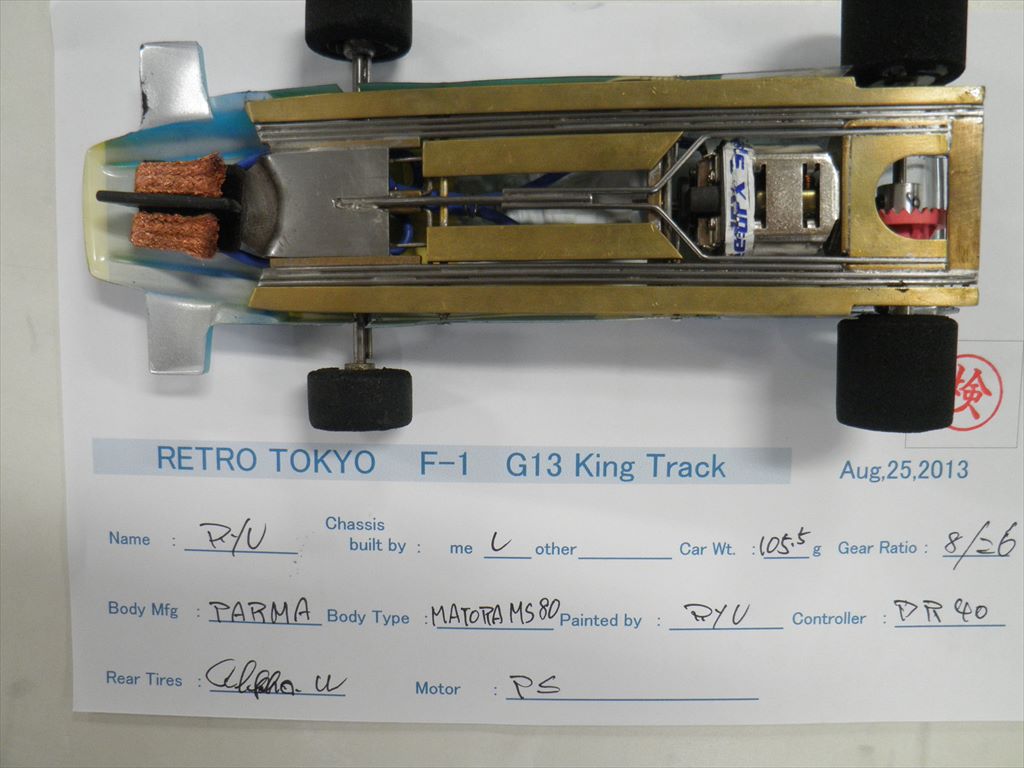 検
RETRO TOKYO F-1 G13 King Track Aug,25,2013
Name : RYU Chassis built by : me other Car Wt. : 105.5 g Gear Ratio : 8/26
Body Mfg : PARMA Body Type : MATORA MS80 Painted by : RYU Controller : DR40
Rear Tires : Alpha. Motor : PS